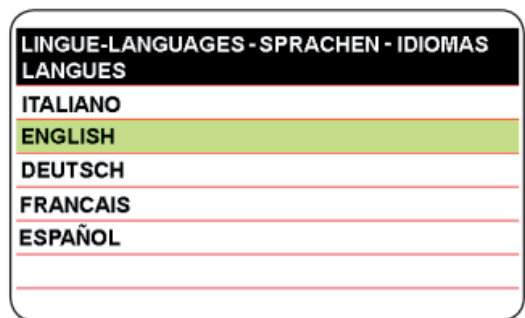 LINGUE-LANGUAGES - SPRACHEN - IDIOMAS
LANGUES
ITALIANO
ENGLISH
DEUTSCH
FRANCAIS
ESPAÑOL